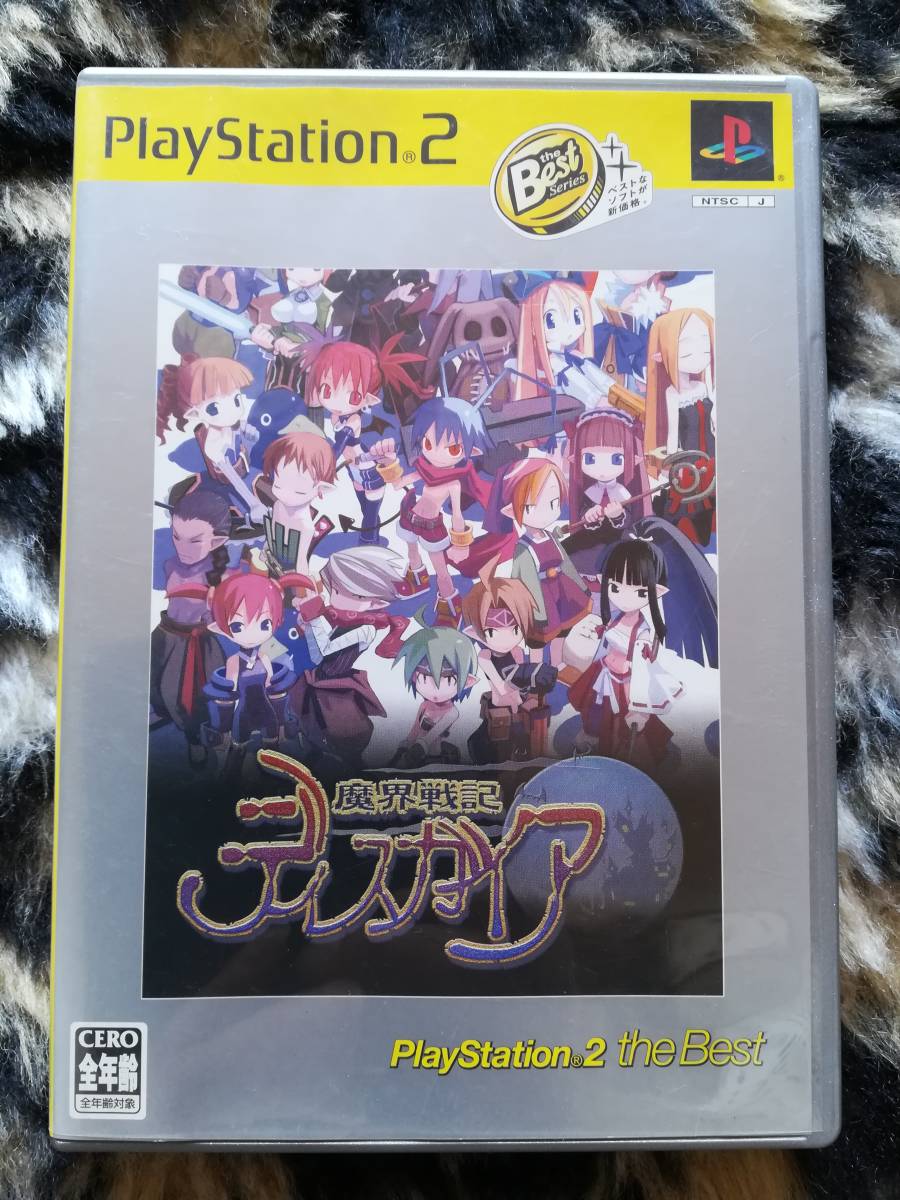 PlayStation®2
the
Best
Series
ベストな
ソフトが
新価格。
®
NTSC J
魔界戦記
ディスガイア
CERO
全年齢
全年齢対象
PlayStation®2 the Best